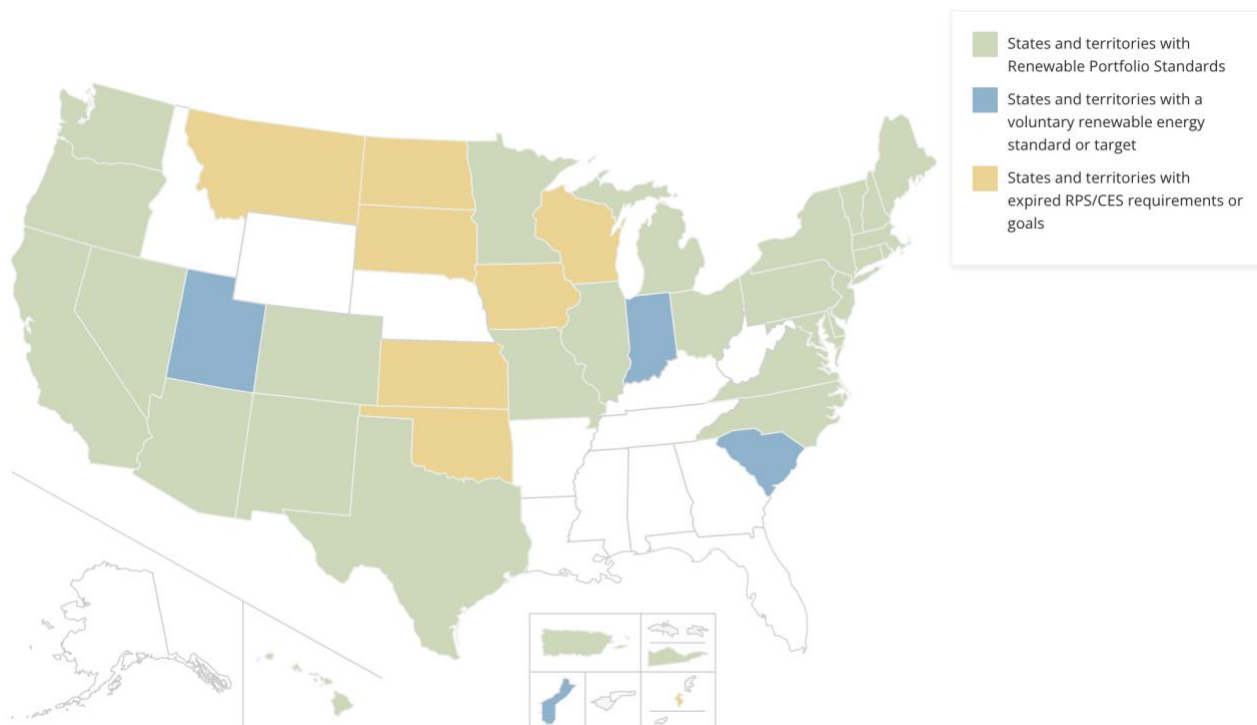 States and territories with
Renewable Portfolio Standards
States and territories with a
voluntary renewable energy
standard or target
States and territories with
expired RPS/CES requirements or
goals